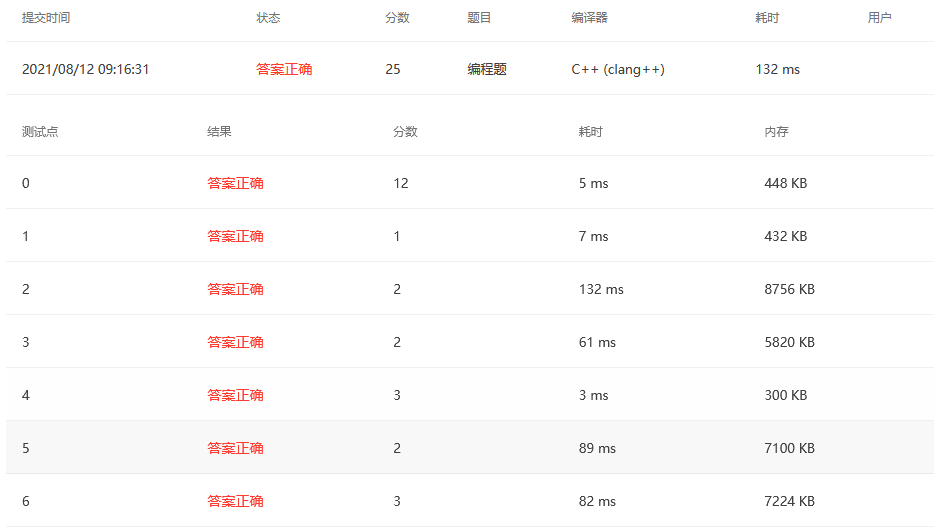 提交时间 状态 分数 题目 编译器 耗时 用户
2021/08/12 09:16:31 答案正确 25 编程题 C++ (clang++) 132 ms
测试点 结果 分数 耗时 内存
0 答案正确 12 5 ms 448 KB
1 答案正确 1 7 ms 432 KB
2 答案正确 2 132 ms 8756 KB
3 答案正确 2 61 ms 5820 KB
4 答案正确 3 3 ms 300 KB
5 答案正确 2 89 ms 7100 KB
6 答案正确 3 82 ms 7224 KB